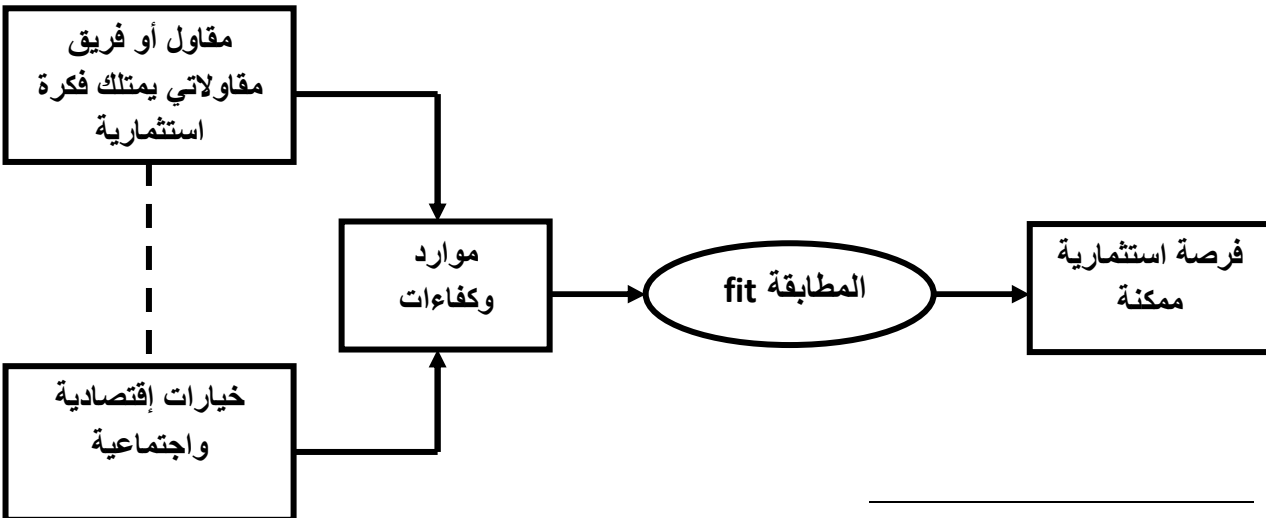 مقاول أو فريق
مقاولاتي يمتلك فكرة
استثمارية
موارد
وكفاءات
المطابقة fit
فرصة استثمارية
ممكنة
خيارات إقتصادية
واجتماعية